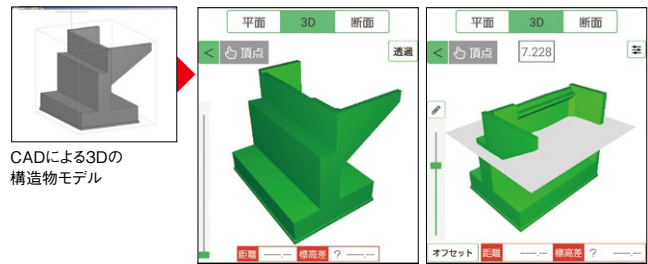 平面 3D 断面
< 頂点 透過
距離 ------.--- 標高差 ? ------.---
平面 3D 断面
< 頂点 7.228
オフセット 距離 ------.--- 標高差 ? ------.---
CADによる3Dの
構造物モデル